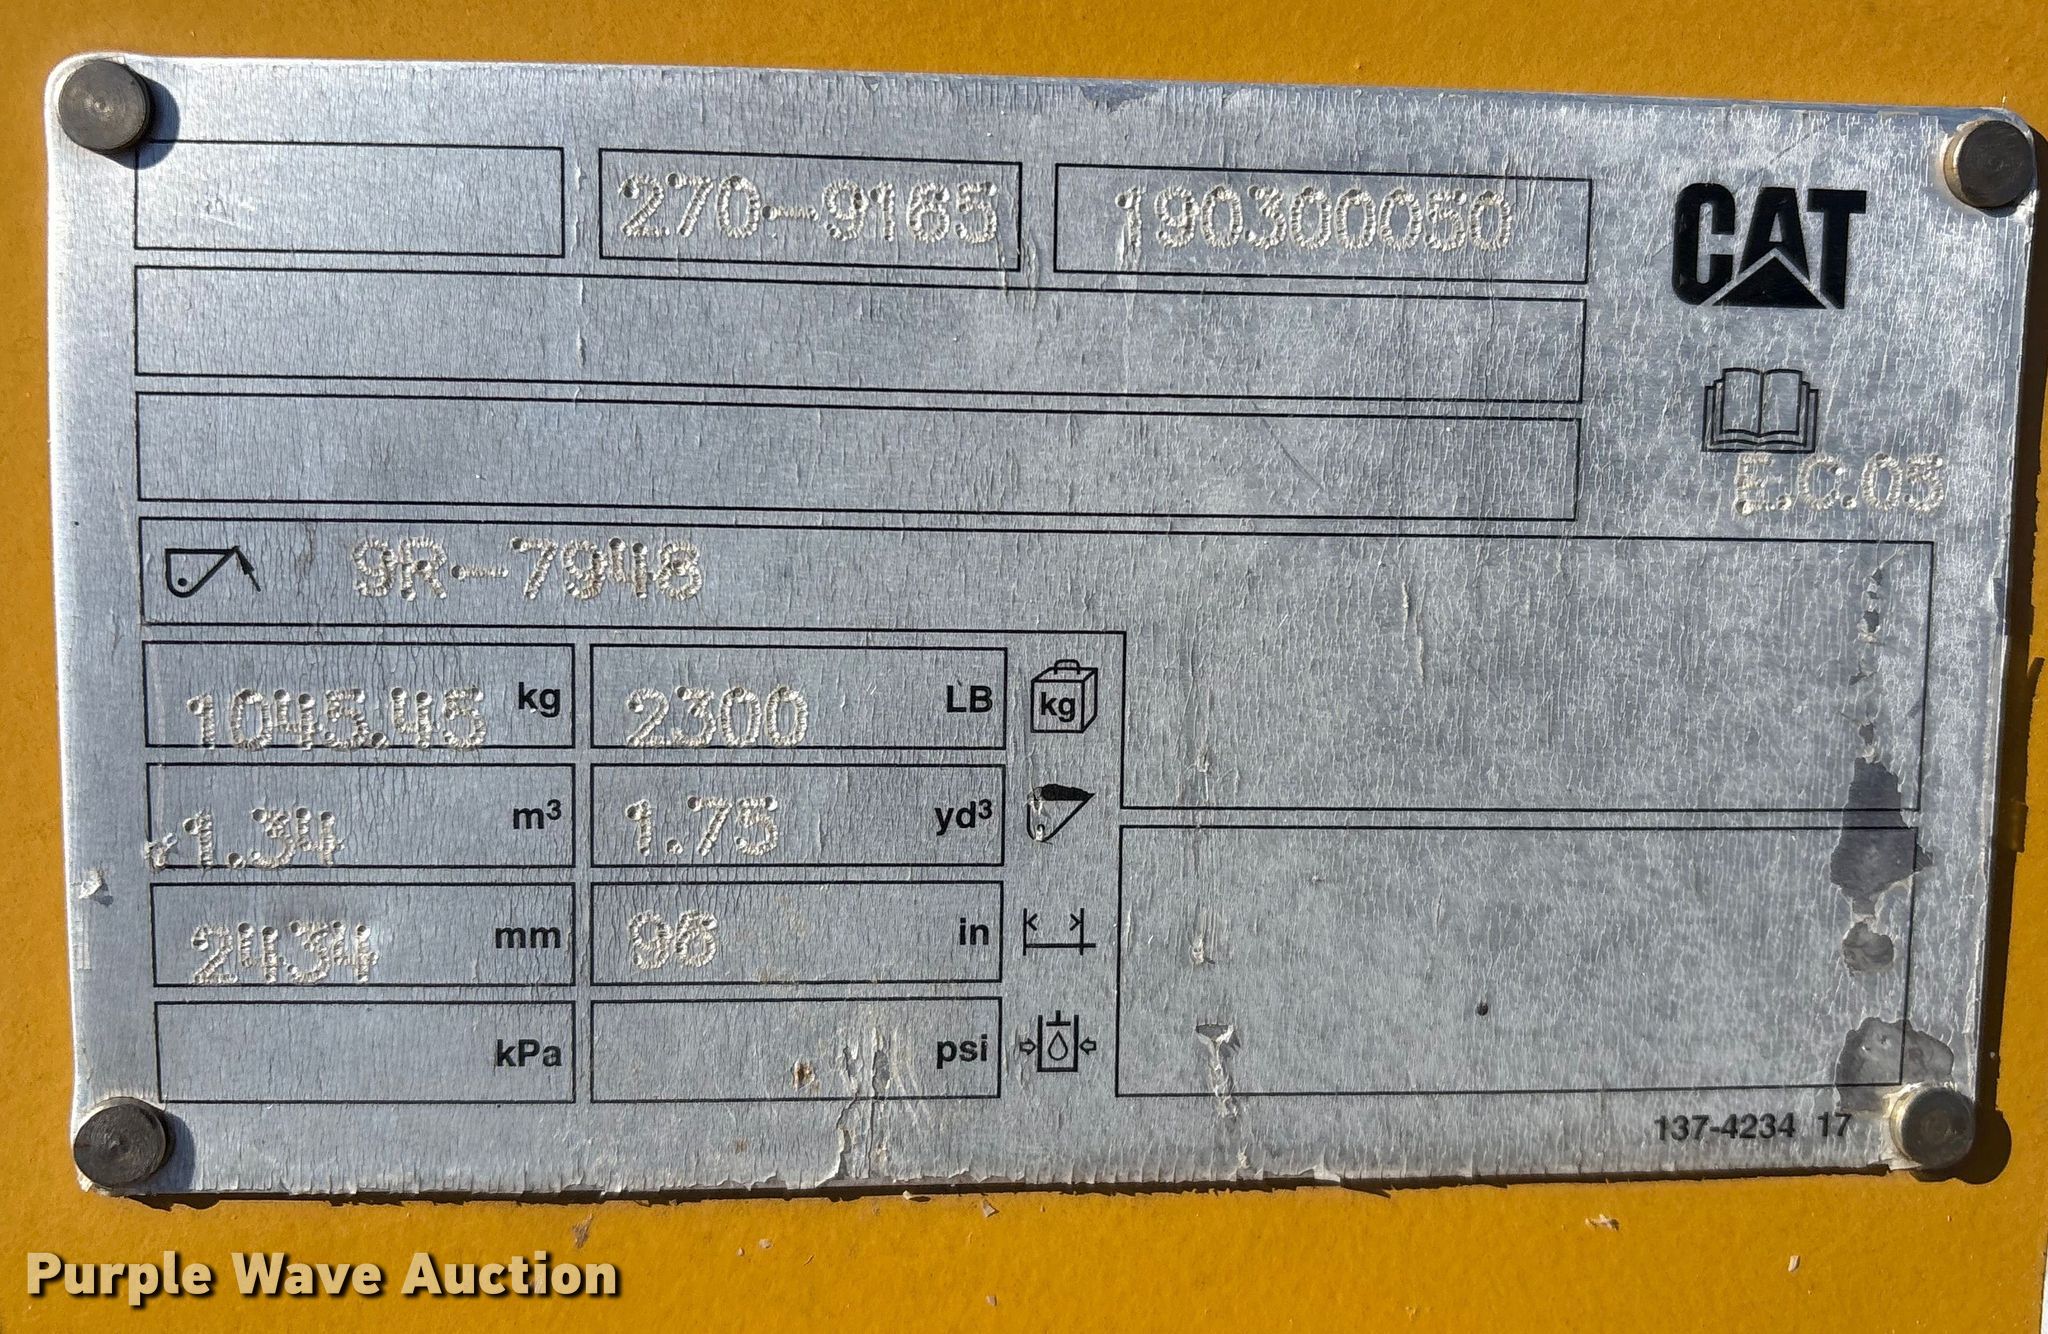 270-9165 190300050 CAT
E.C.03
9R-7948
1045.45 kg 2300 LB kg
1.34 m³ 1.75 yd³
2434 mm 96 in
kPa psi
137-4234 17
Purple Wave Auction